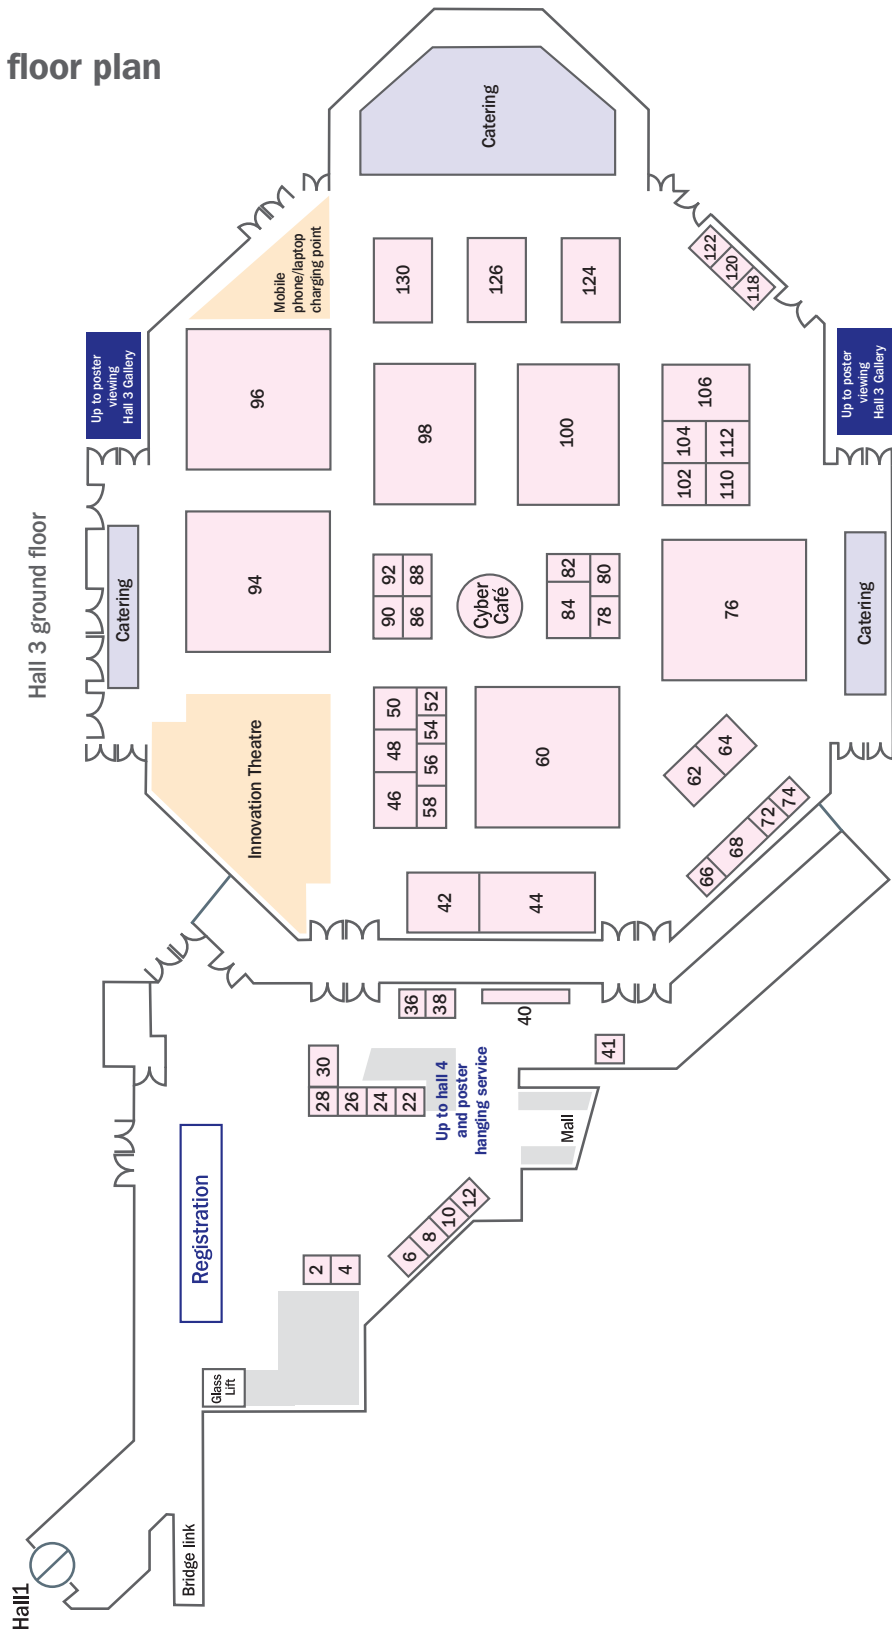 floor plan
Hall 3 ground floor
Catering
Mobile
phone/laptop
charging point
130
126
124
122
120
118
Up to poster
viewing
Hall 3 Gallery
Up to poster
viewing
Hall 3 Gallery
96
98
100
106
104
112
102
110
Catering
94
92
88
90
86
Cyber
Café
82
80
84
78
76
Catering
Innovation Theatre
50
52
54
48
56
46
58
60
64
62
74
72
68
66
42
44
36
38
40
41
30
28
26
24
22
Up to hall 4
and poster
hanging service
Mall
Registration
12
10
8
6
2
4
Glass
Lift
Bridge link
Hall1